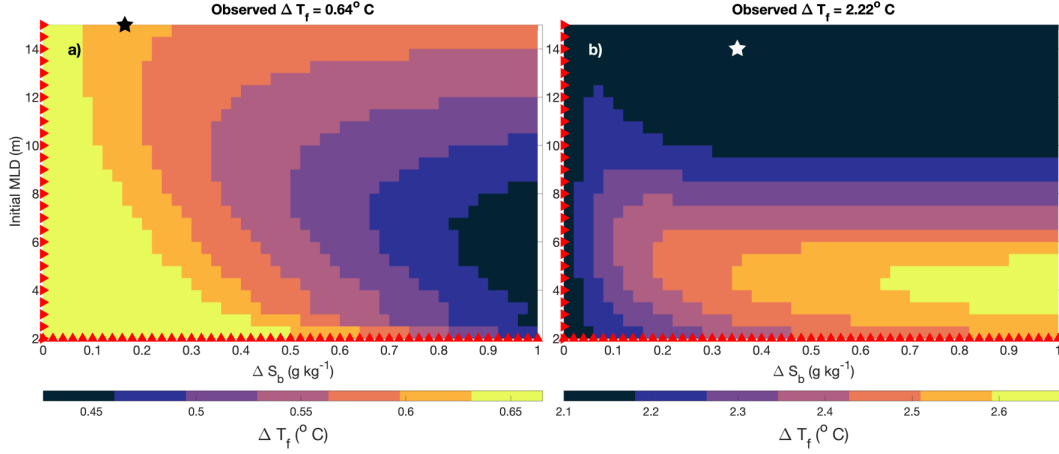 Observed Δ T_f = 0.64° C
Observed Δ T_f = 2.22° C
a)
b)
Initial MLD (m)
14
12
10
8
6
4
2
14
12
10
8
6
4
2
0 0.1 0.2 0.3 0.4 0.5 0.6 0.7 0.8 0.9 1
0 0.1 0.2 0.3 0.4 0.5 0.6 0.7 0.8 0.9 1
Δ S_b (g kg⁻¹)
Δ S_b (g kg⁻¹)
0.45 0.5 0.55 0.6 0.65
2.1 2.2 2.3 2.4 2.5 2.6
Δ T_f (° C)
Δ T_f (° C)